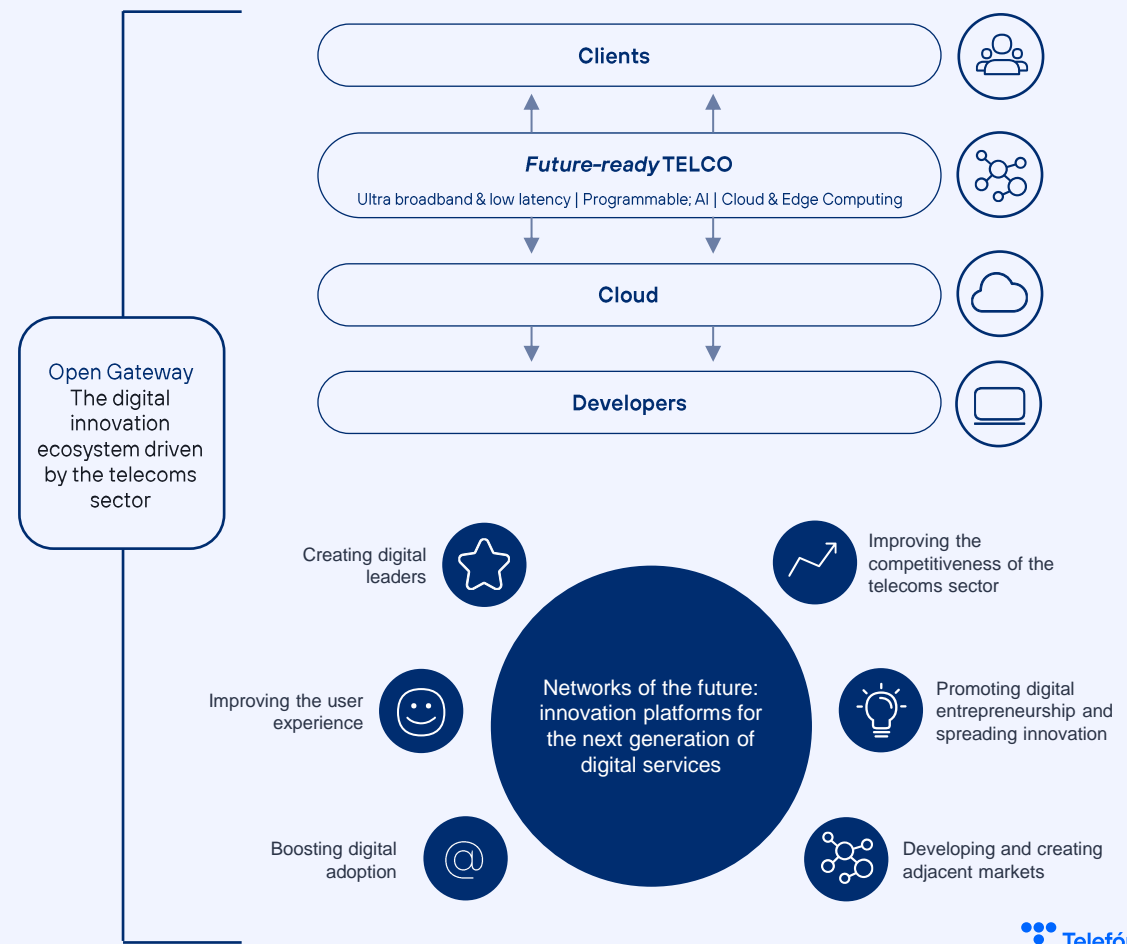 Clients
Future-ready TELCO
Ultra broadband & low latency | Programmable; AI | Cloud & Edge Computing
Cloud
Developers
Open Gateway
The digital
innovation
ecosystem driven
by the telecoms
sector
Creating digital
leaders
Improving the
competitiveness of the
telecoms sector
Improving the user
experience
Networks of the future:
innovation platforms for
the next generation of
digital services
Promoting digital
entrepreneurship and
spreading innovation
Boosting digital
adoption
@
Developing and creating
adjacent markets